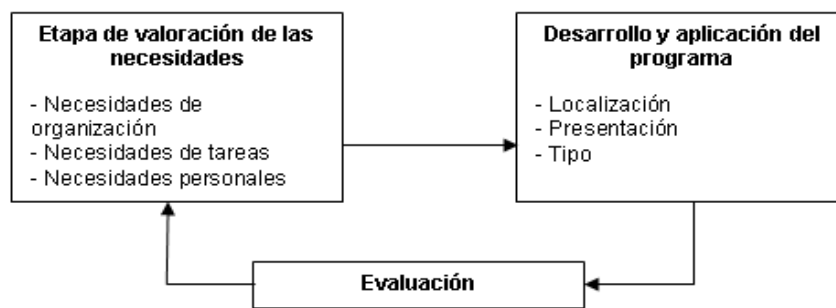 Etapa de valoración de las
necesidades
- Necesidades de
organización
- Necesidades de tareas
- Necesidades personales
Desarrollo y aplicación del
programa
- Localización
- Presentación
- Tipo
Evaluación